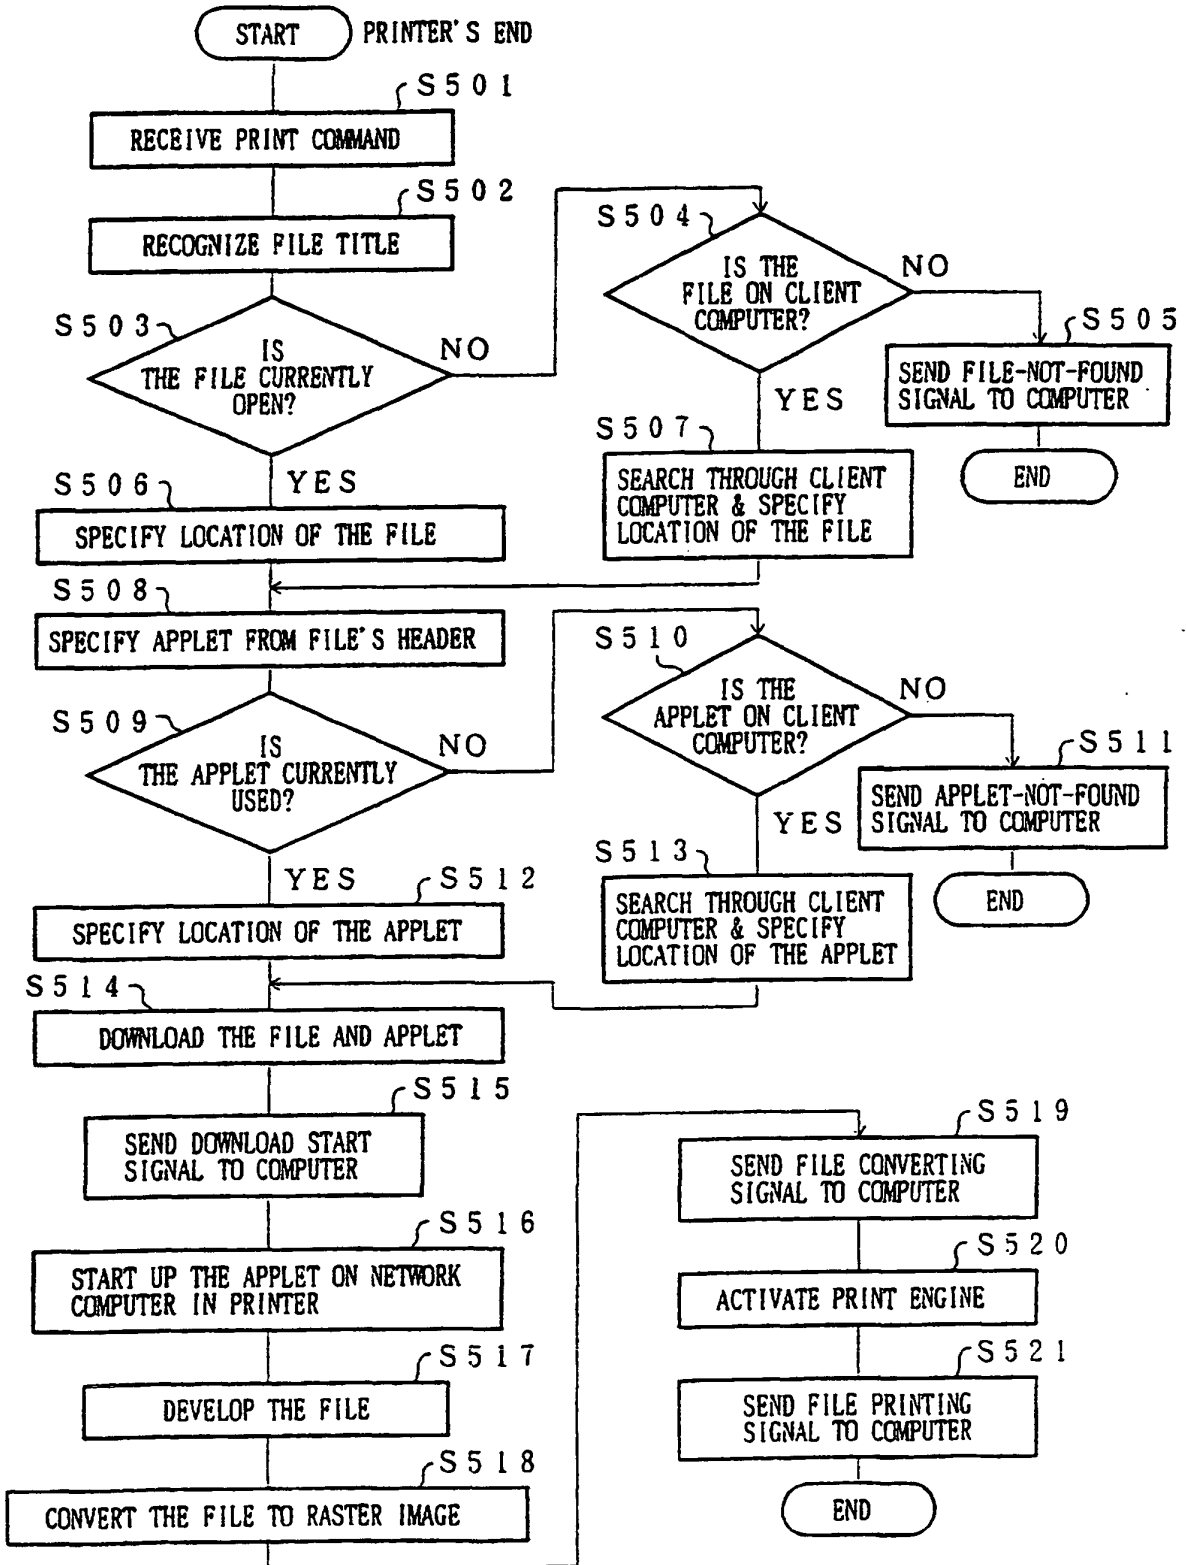 START
PRINTER'S END
S501
RECEIVE PRINT COMMAND
S502
RECOGNIZE FILE TITLE
S503
IS
THE FILE CURRENTLY
OPEN?
NO
YES
S504
IS THE
FILE ON CLIENT
COMPUTER?
NO
YES
S505
SEND FILE-NOT-FOUND
SIGNAL TO COMPUTER
END
S506
SPECIFY LOCATION OF THE FILE
S507
SEARCH THROUGH CLIENT
COMPUTER & SPECIFY
LOCATION OF THE FILE
S508
SPECIFY APPLET FROM FILE'S HEADER
S509
IS
THE APPLET CURRENTLY
USED?
NO
YES
S510
IS THE
APPLET ON CLIENT
COMPUTER?
NO
YES
S511
SEND APPLET-NOT-FOUND
SIGNAL TO COMPUTER
END
S512
SPECIFY LOCATION OF THE APPLET
S513
SEARCH THROUGH CLIENT
COMPUTER & SPECIFY
LOCATION OF THE APPLET
S514
DOWNLOAD THE FILE AND APPLET
S515
SEND DOWNLOAD START
SIGNAL TO COMPUTER
S516
START UP THE APPLET ON NETWORK
COMPUTER IN PRINTER
S517
DEVELOP THE FILE
S518
CONVERT THE FILE TO RASTER IMAGE
S519
SEND FILE CONVERTING
SIGNAL TO COMPUTER
S520
ACTIVATE PRINT ENGINE
S521
SEND FILE PRINTING
SIGNAL TO COMPUTER
END